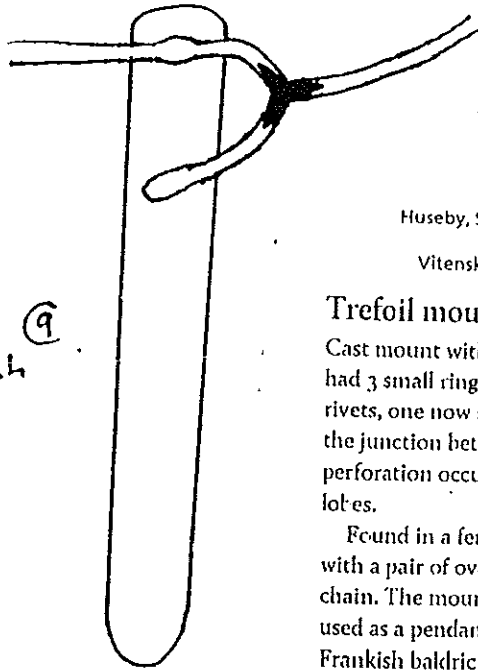 Huseby, S
Vitensk
Trefoil mou
Cast mount wit
had 3 small ring
rivets, one now
the junction bet
perforation occu
lobes.
Found in a fe
with a pair of ov
chain. The moun
used as a pendan
Frankish baldric
9